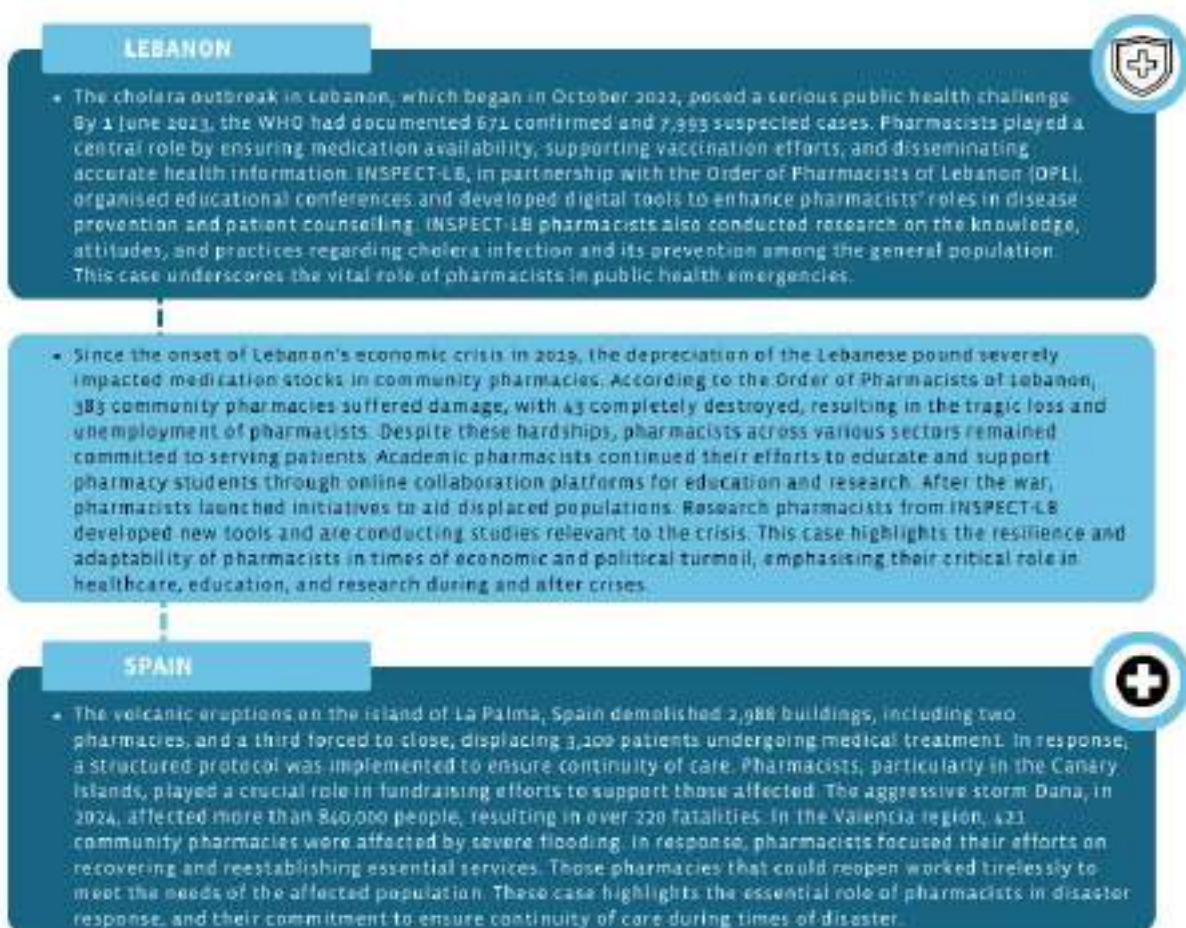 LEBANON
• The cholera outbreak in Lebanon, which began in October 2022, posed a serious public health challenge.
By 1 June 2023, the WHO had documented 671 confirmed and 7,993 suspected cases. Pharmacists played a
central role by ensuring medication availability, supporting vaccination efforts, and disseminating
accurate health information. INSPECT-LB, in partnership with the Order of Pharmacists of Lebanon (OPL),
organised educational conferences and developed digital tools to enhance pharmacists' roles in disease
prevention and patient counselling. INSPECT-LB pharmacists also conducted research on the knowledge,
attitudes, and practices regarding cholera infection and its prevention among the general population.
This case underscores the vital role of pharmacists in public health emergencies.
• Since the onset of Lebanon's economic crisis in 2019, the depreciation of the Lebanese pound severely
impacted medication stocks in community pharmacies. According to the Order of Pharmacists of Lebanon,
383 community pharmacies suffered damage, with 43 completely destroyed, resulting in the tragic loss and
unemployment of pharmacists. Despite these hardships, pharmacists across various sectors remained
committed to serving patients. Academic pharmacists continued their efforts to educate and support
pharmacy students through online collaboration platforms for education and research. After the war,
pharmacists launched initiatives to aid displaced populations. Research pharmacists from INSPECT-LB
developed new tools and are conducting studies relevant to the crisis. This case highlights the resilience and
adaptability of pharmacists in times of economic and political turmoil, emphasising their critical role in
healthcare, education, and research during and after crises.
SPAIN
• The volcanic eruptions on the island of La Palma, Spain demolished 2,988 buildings, including two
pharmacies, and a third forced to close, displacing 3,200 patients undergoing medical treatment. In response,
a structured protocol was implemented to ensure continuity of care. Pharmacists, particularly in the Canary
Islands, played a crucial role in fundraising efforts to support those affected. The aggressive storm Dana, in
2024, affected more than 840,000 people, resulting in over 220 fatalities. In the Valencia region, 421
community pharmacies were affected by severe flooding. In response, pharmacists focused their efforts on
recovering and reestablishing essential services. Those pharmacies that could reopen worked tirelessly to
meet the needs of the affected population. These case highlights the essential role of pharmacists in disaster
response, and their commitment to ensure continuity of care during times of disaster.